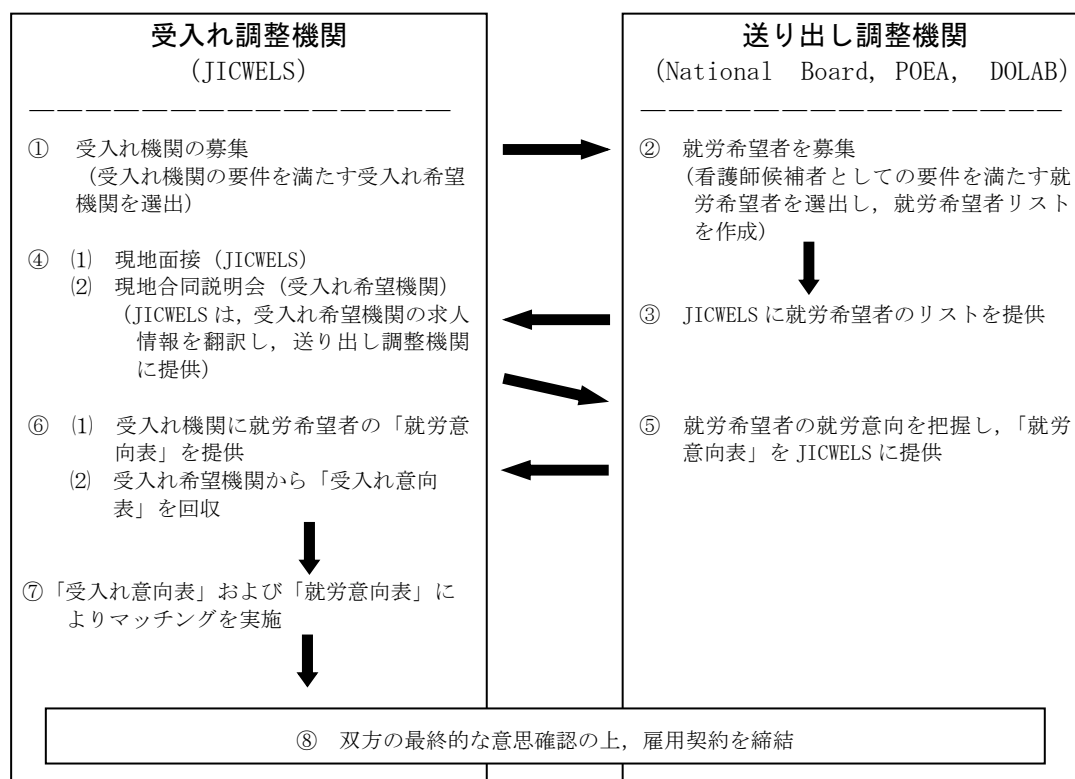 受入れ調整機関
(JICWELS)
———————————————
① 受入れ機関の募集
（受入れ機関の要件を満たす受入れ希望
機関を選出）
④ ⑴ 現地面接（JICWELS）
⑵ 現地合同説明会（受入れ希望機関）
（JICWELS は，受入れ希望機関の求人
情報を翻訳し，送り出し調整機関
に提供）
⑥ ⑴ 受入れ機関に就労希望者の「就労意
向表」を提供
⑵ 受入れ希望機関から「受入れ意向
表」を回収
⑦「受入れ意向表」および「就労意向表」に
よりマッチングを実施
送り出し調整機関
(National Board, POEA, DOLAB)
———————————————
② 就労希望者を募集
（看護師候補者としての要件を満たす就
労希望者を選出し，就労希望者リスト
を作成）
③ JICWELS に就労希望者のリストを提供
⑤ 就労希望者の就労意向を把握し，「就労
意向表」を JICWELS に提供
⑧ 双方の最終的な意思確認の上，雇用契約を締結